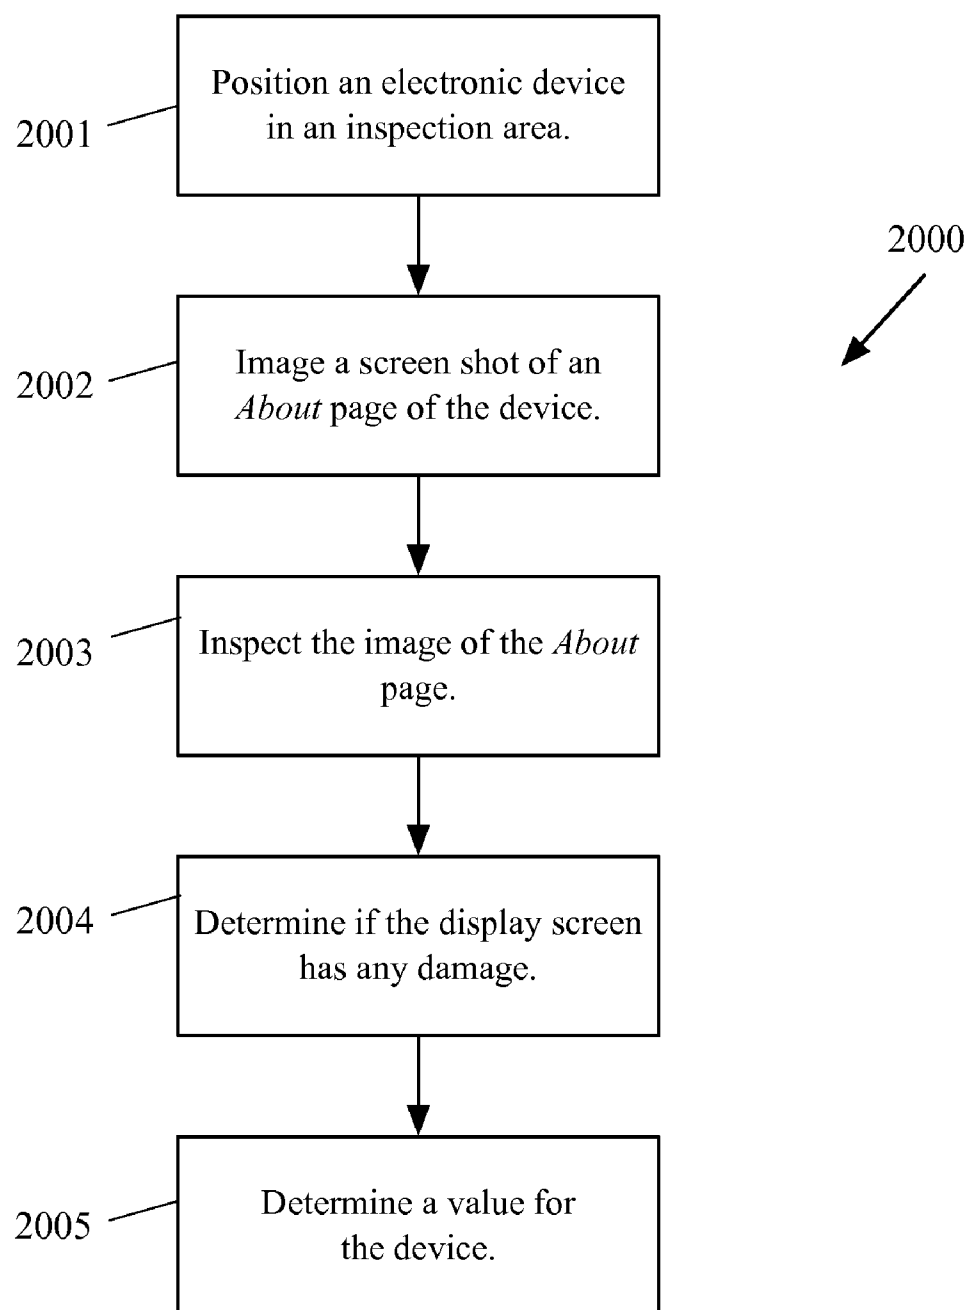 Position an electronic device
in an inspection area.
2001
2000
Image a screen shot of an
About page of the device.
2002
Inspect the image of the About
page.
2003
Determine if the display screen
has any damage.
2004
Determine a value for
the device.
2005